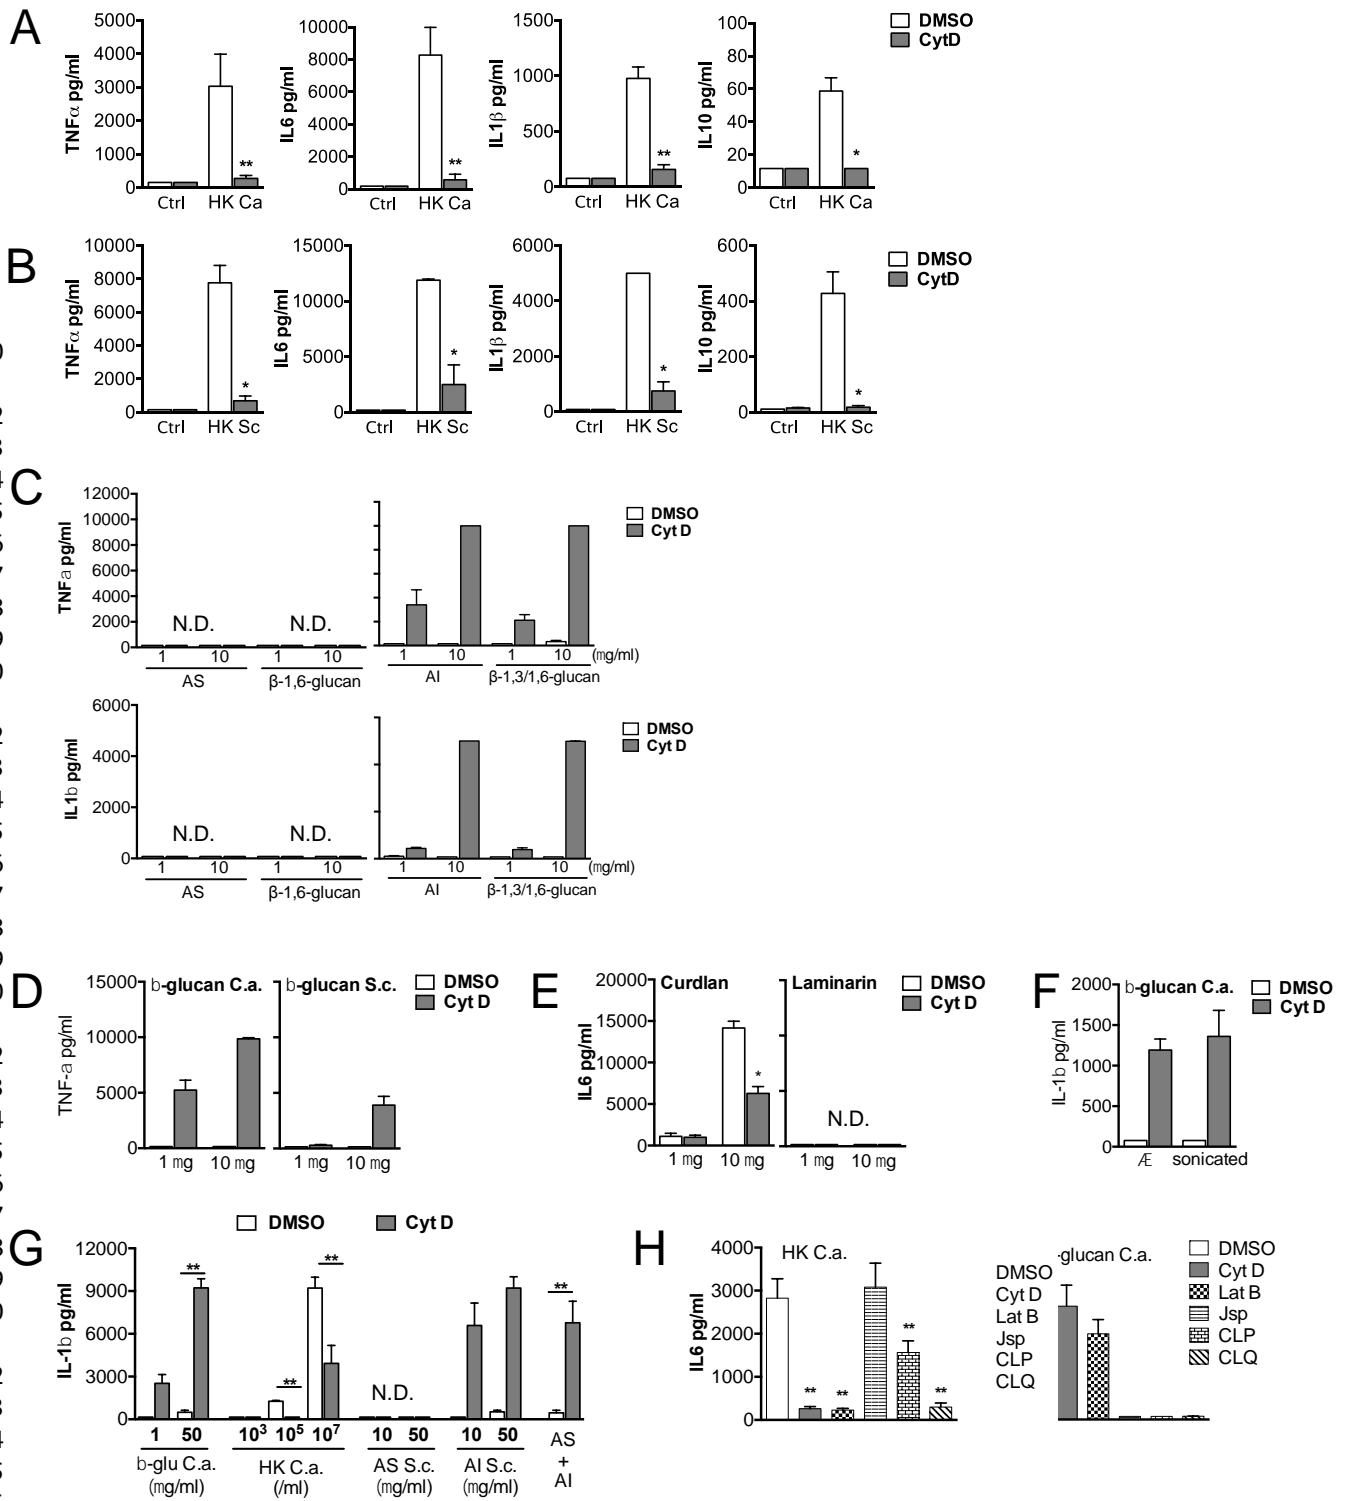 A
TNFα pg/ml
5000
4000
3000
2000
1000
0
**
Ctrl HK Ca
IL6 pg/ml
10000
8000
6000
4000
2000
0
**
Ctrl HK Ca
IL1β pg/ml
1500
1000
500
0
**
Ctrl HK Ca
IL10 pg/ml
100
80
60
40
20
0
*
Ctrl HK Ca
DMSO
CytD
B
TNFα pg/ml
10000
8000
6000
4000
2000
0
*
Ctrl HK Sc
IL6 pg/ml
15000
10000
5000
0
*
Ctrl HK Sc
IL1β pg/ml
6000
4000
2000
0
*
Ctrl HK Sc
IL10 pg/ml
600
400
200
0
*
Ctrl HK Sc
DMSO
CytD
C
TNFa pg/ml
12000
10000
8000
6000
4000
2000
0
N.D. N.D.
1 10 1 10 1 10 1 10 (mg/ml)
AS β-1,6-glucan AI β-1,3/1,6-glucan
DMSO
Cyt D
IL1b pg/ml
6000
4000
2000
0
N.D. N.D.
1 10 1 10 1 10 1 10 (mg/ml)
AS β-1,6-glucan AI β-1,3/1,6-glucan
DMSO
Cyt D
D
TNF-a pg/ml
15000
10000
5000
0
b-glucan C.a. b-glucan S.c.
1 mg 10 mg 1 mg 10 mg
DMSO
Cyt D
E
IL6 pg/ml
20000
15000
10000
5000
0
Curdlan Laminarin
*
N.D.
1 mg 10 mg 1 mg 10 mg
DMSO
Cyt D
F
IL-1b pg/ml
2000
1500
1000
500
0
b-glucan C.a.
Æ sonicated
DMSO
Cyt D
G
DMSO Cyt D
IL-1b pg/ml
12000
9000
6000
3000
0
** ** ** **
N.D.
1 50 10³ 10⁵ 10⁷ 10 50 10 50 AS
+
AI
b-glu C.a. HK C.a. AS S.c. AI S.c.
(mg/ml) (/ml) (mg/ml) (mg/ml)
H
IL6 pg/ml
4000
3000
2000
1000
0
HK C.a.
** ** ** **
DMSO
Cyt D
Lat B
Jsp
CLP
CLQ
-glucan C.a.
DMSO
Cyt D
Lat B
Jsp
CLP
CLQ